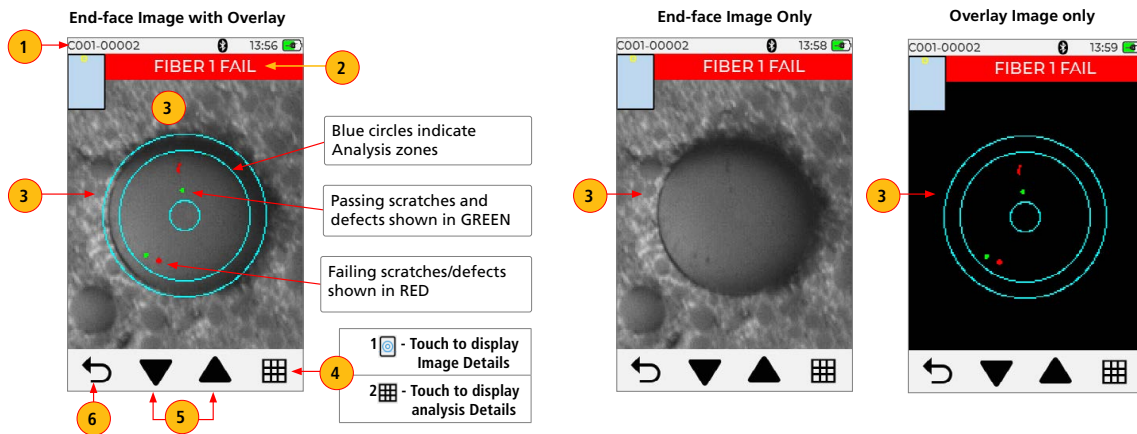 End-face Image with Overlay
1
C001-00002 13:56
FIBER 1 FAIL
2
3
3
Blue circles indicate
Analysis zones
Passing scratches and
defects shown in GREEN
Failing scratches/defects
shown in RED
1 - Touch to display
Image Details
2 - Touch to display
analysis Details
4
5
6
End-face Image Only
C001-00002 13:58
FIBER 1 FAIL
3
Overlay Image only
C001-00002 13:59
FIBER 1 FAIL
3